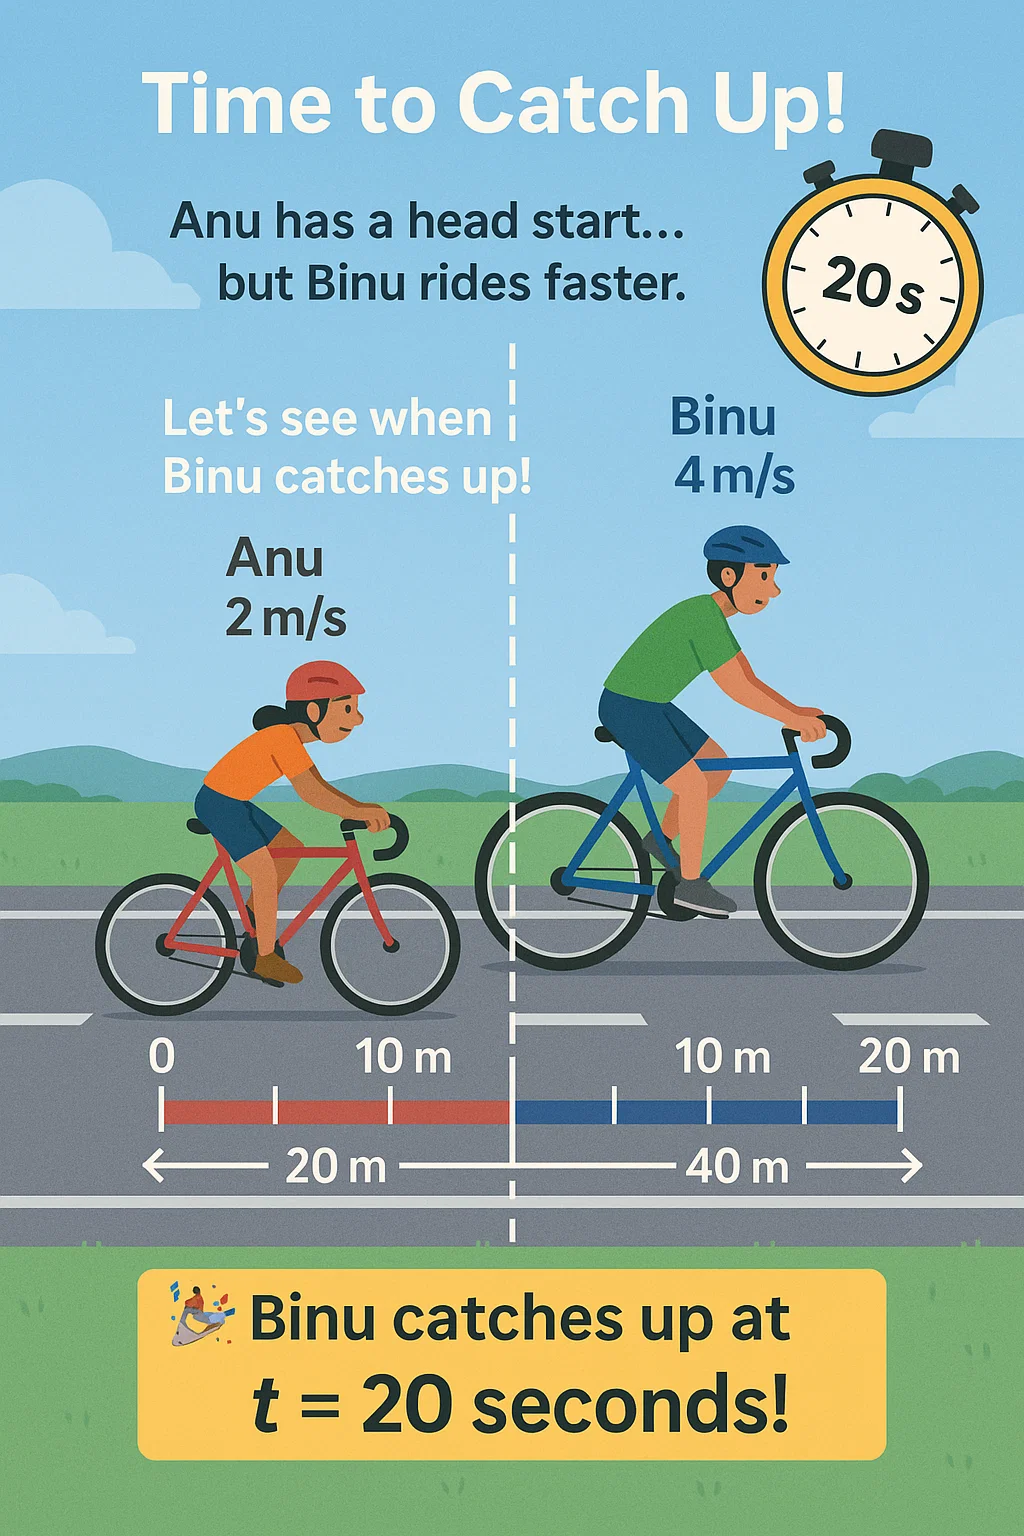 Time to Catch Up!
Anu has a head start...
but Binu rides faster.
20 s
Let's see when
Binu catches up!
Binu
4 m/s
Anu
2 m/s
0 10 m 10 m 20 m
20 m 40 m
Binu catches up at
t = 20 seconds!